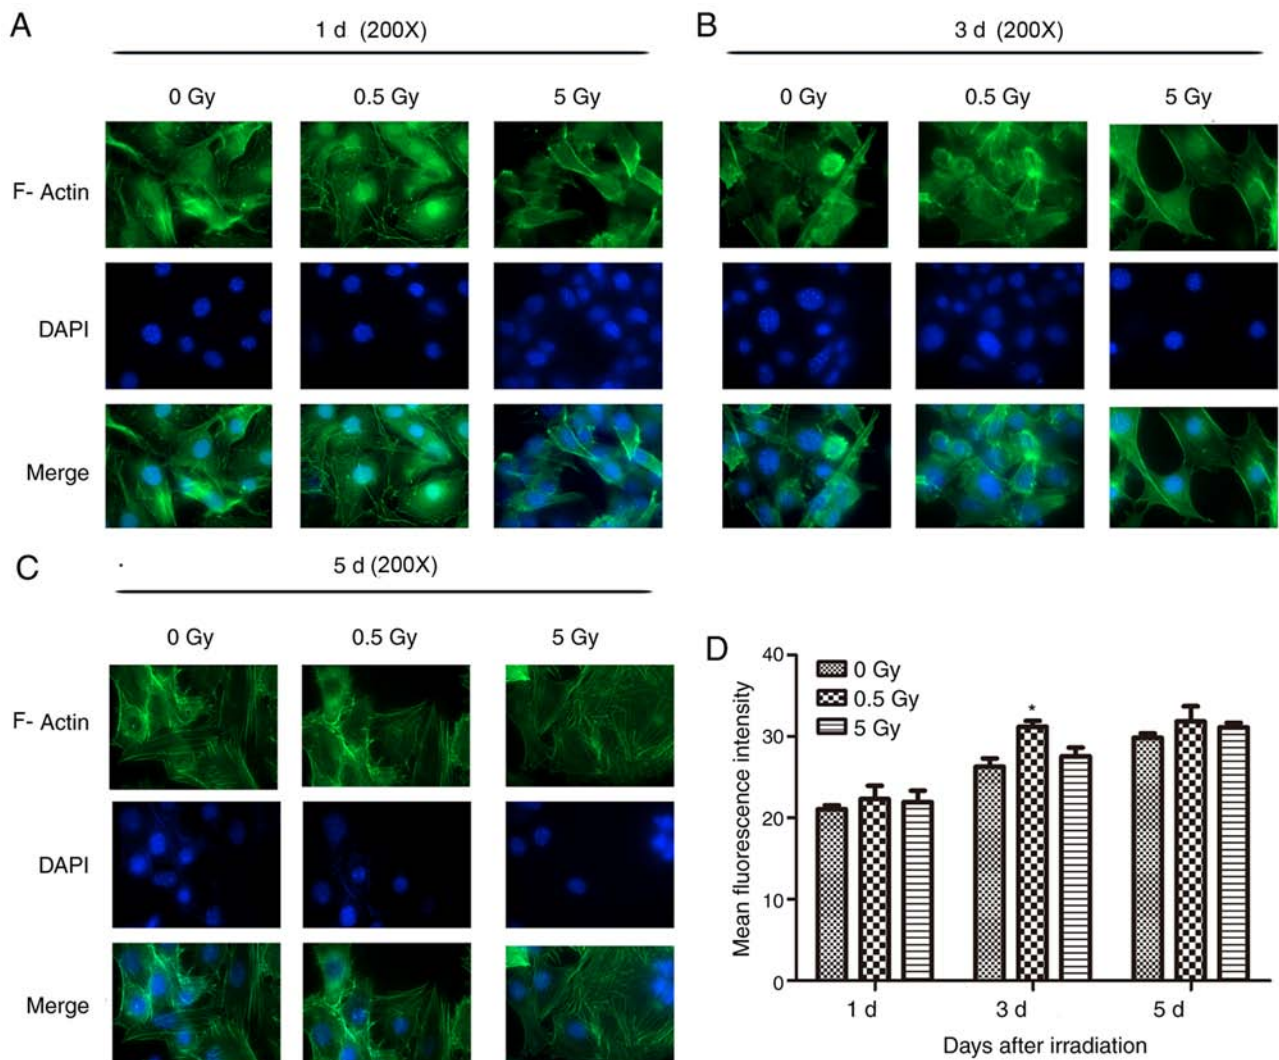 A
1 d (200X)
0 Gy
0.5 Gy
5 Gy
F- Actin
DAPI
Merge
B
3 d (200X)
0 Gy
0.5 Gy
5 Gy
C
5 d (200X)
0 Gy
0.5 Gy
5 Gy
F- Actin
DAPI
Merge
D
Mean fluorescence intensity
40
30
20
10
0
0 Gy
0.5 Gy
5 Gy
*
1 d
3 d
5 d
Days after irradiation